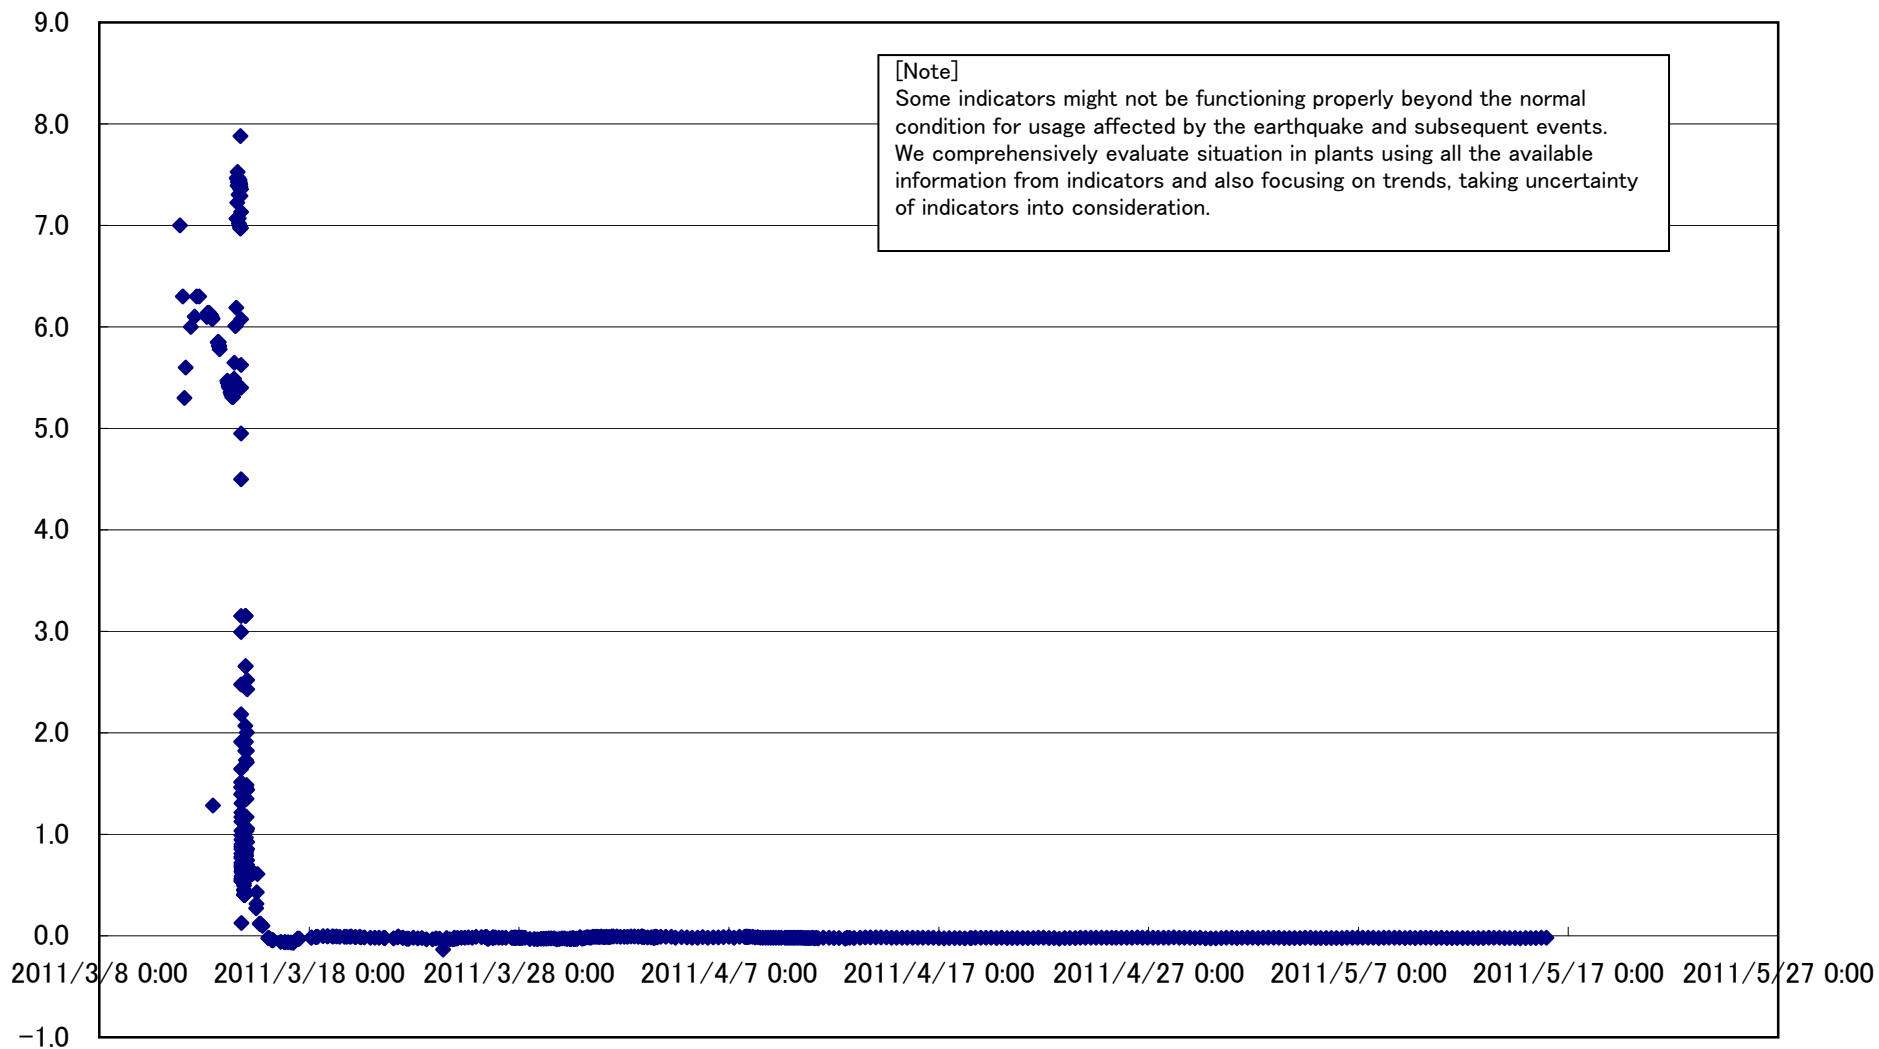 9.0
[Note]
Some indicators might not be functioning properly beyond the normal
condition for usage affected by the earthquake and subsequent events.
We comprehensively evaluate situation in plants using all the available
information from indicators and also focusing on trends, taking uncertainty
of indicators into consideration.
8.0
7.0
6.0
5.0
4.0
3.0
2.0
1.0
0.0
2011/3/8 0:00 2011/3/18 0:00 2011/3/28 0:00 2011/4/7 0:00 2011/4/17 0:00 2011/4/27 0:00 2011/5/7 0:00 2011/5/17 0:00 2011/5/27 0:00
-1.0